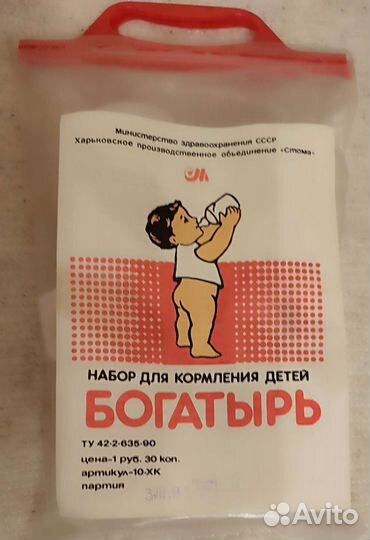 Министерство здравоохранения СССР
Харьковское производственное объединение «Стома»
НАБОР ДЛЯ КОРМЛЕНИЯ ДЕТЕЙ
БОГАТЫРЬ
ТУ 42-2-635-90
цена-1 руб. 30 коп.
артикул-10-ХК
партия
Avito